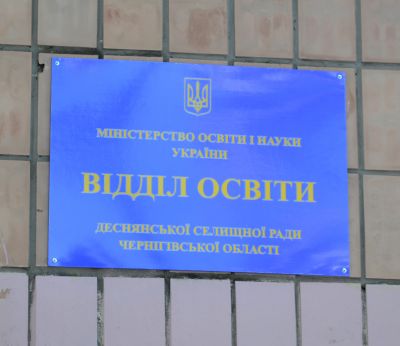 МІНІСТЕРСТВО ОСВІТИ І НАУКИ
УКРАЇНИ
ВІДДІЛ ОСВІТИ
ДЕСНЯНСЬКОЇ СЕЛИЩНОЇ РАДИ
ЧЕРНІГІВСЬКОЇ ОБЛАСТІ